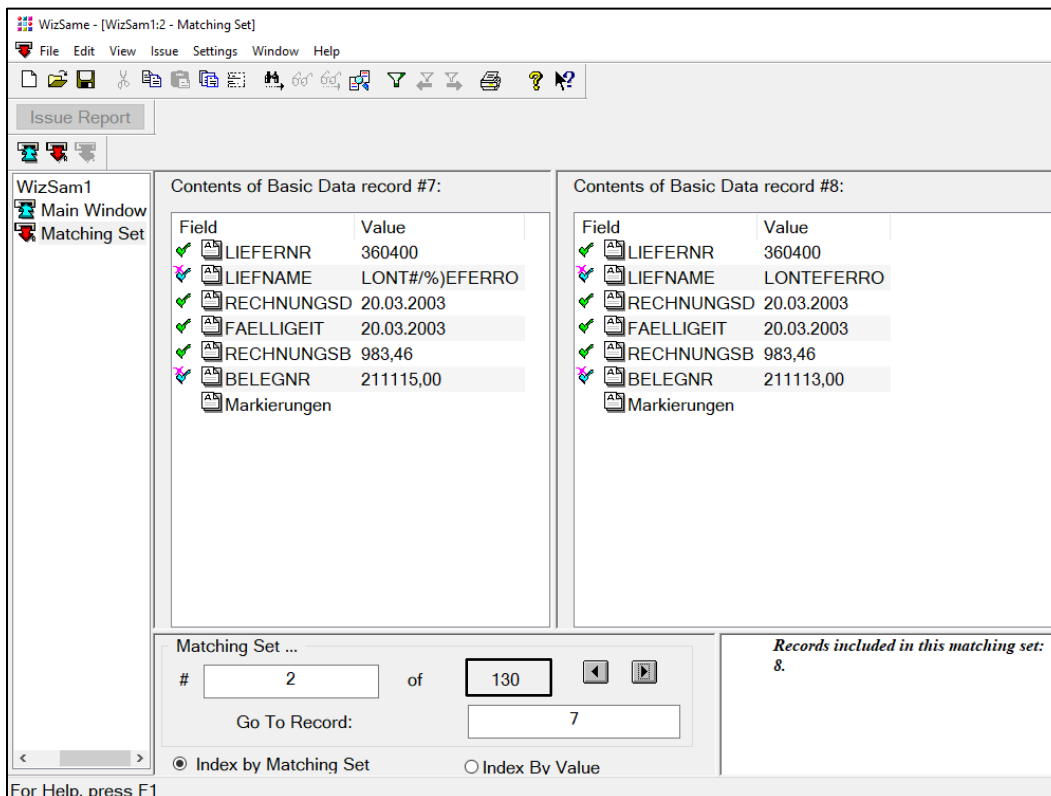 WizSame - [WizSam1:2 - Matching Set]
File Edit View Issue Settings Window Help
Issue Report
WizSam1
Main Window
Matching Set
Contents of Basic Data record #7:
Field Value
LIEFERNR 360400
LIEFNAME LONT#/%)EFERRO
RECHNUNGSD 20.03.2003
FAELLIGEIT 20.03.2003
RECHNUNGSB 983,46
BELEGNR 211115,00
Markierungen
Contents of Basic Data record #8:
Field Value
LIEFERNR 360400
LIEFNAME LONTEFERRO
RECHNUNGSD 20.03.2003
FAELLIGEIT 20.03.2003
RECHNUNGSB 983,46
BELEGNR 211113,00
Markierungen
Matching Set ...
# 2 of 130
Go To Record: 7
Index by Matching Set Index By Value
Records included in this matching set:
8.
For Help, press F1